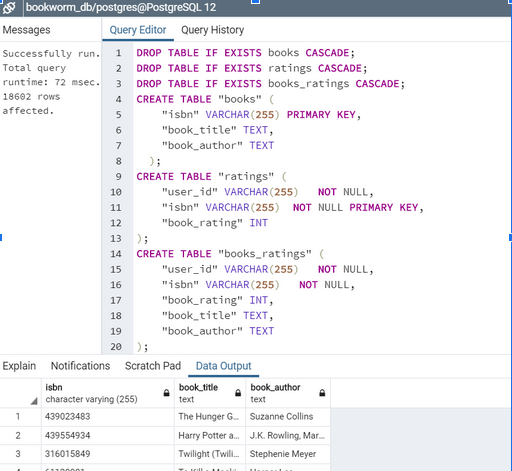 bookworm_db/postgres@PostgreSQL 12
Messages
Successfully run.
Total query
runtime: 72 msec.
18602 rows
affected.
Query Editor Query History
1 DROP TABLE IF EXISTS books CASCADE;
2 DROP TABLE IF EXISTS ratings CASCADE;
3 DROP TABLE IF EXISTS books_ratings CASCADE;
4 CREATE TABLE "books" (
5 "isbn" VARCHAR(255) PRIMARY KEY,
6 "book_title" TEXT,
7 "book_author" TEXT
8 );
9 CREATE TABLE "ratings" (
10 "user_id" VARCHAR(255) NOT NULL,
11 "isbn" VARCHAR(255) NOT NULL PRIMARY KEY,
12 "book_rating" INT
13 );
14 CREATE TABLE "books_ratings" (
15 "user_id" VARCHAR(255) NOT NULL,
16 "isbn" VARCHAR(255) NOT NULL,
17 "book_rating" INT,
18 "book_title" TEXT,
19 "book_author" TEXT
20 );
Explain Notifications Scratch Pad Data Output
isbn book_title book_author
character varying (255) text text
1 439023483 The Hunger G... Suzanne Collins
2 439554934 Harry Potter a... J.K. Rowling, Mar...
3 316015849 Twilight (Twili... Stephenie Meyer